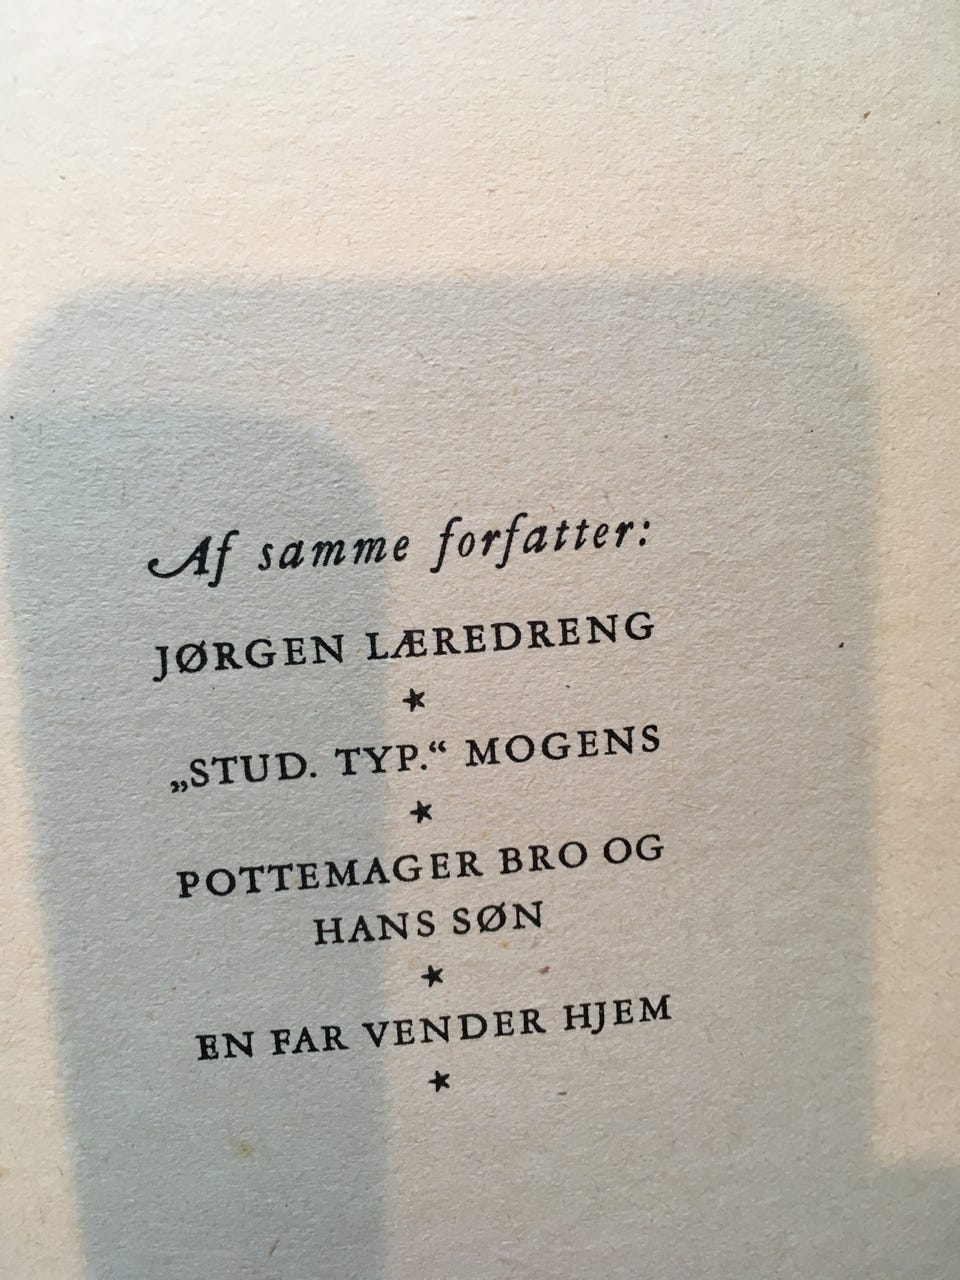 Af samme forfatter:
JØRGEN LÆREDRENG
★
„STUD. TYP.“ MOGENS
★
POTTEMAGER BRO OG
HANS SØN
★
EN FAR VENDER HJEM
★